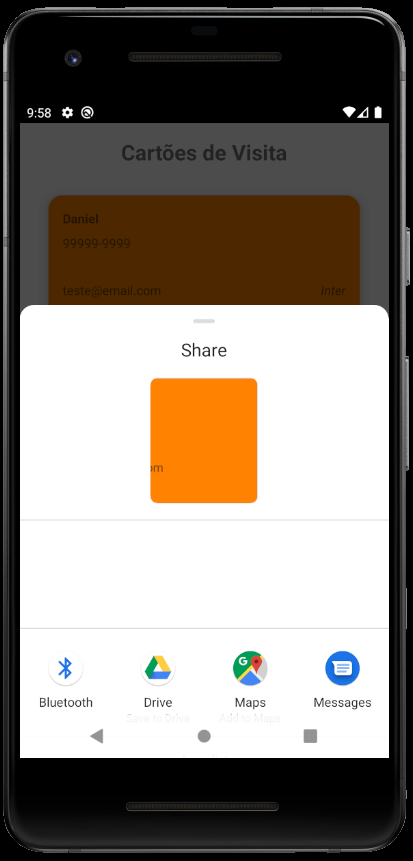 9:58
Cartões de Visita
Daniel
99999-9999
teste@email.com Inter
Share
om
Bluetooth Drive Maps Messages
Save to Drive Add to Maps